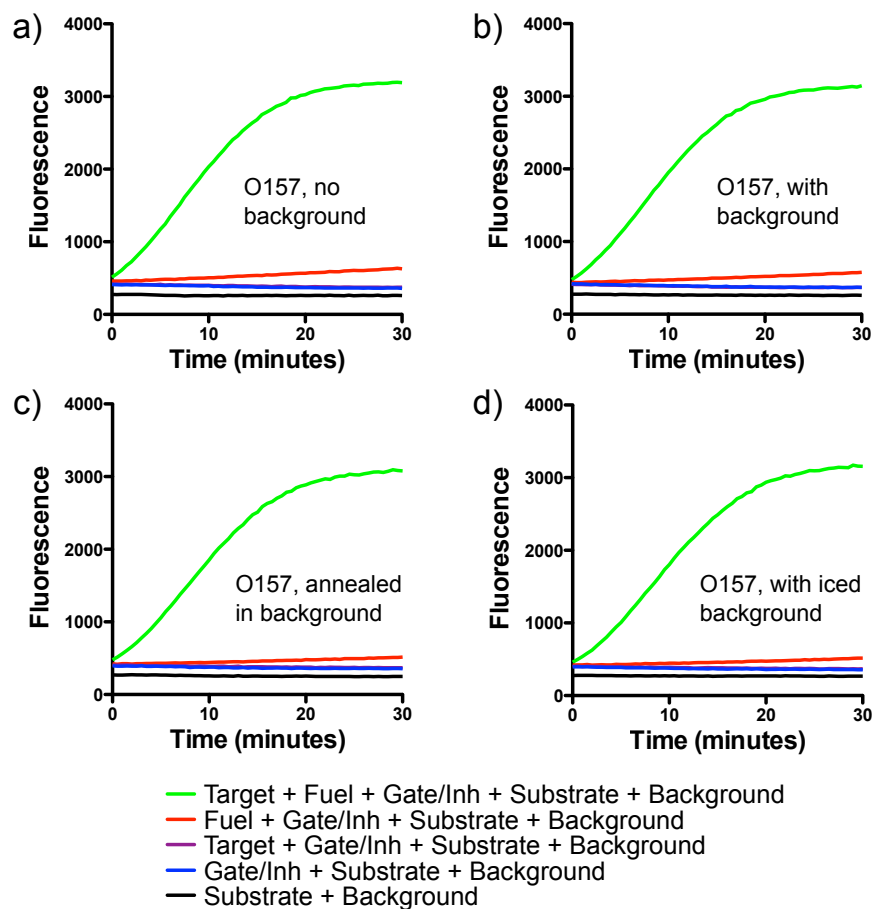 a)
4000
3000
2000
1000
0
Fluorescence
O157, no
background
0 10 20 30
Time (minutes)
b)
4000
3000
2000
1000
0
Fluorescence
O157, with
background
0 10 20 30
Time (minutes)
c)
4000
3000
2000
1000
0
Fluorescence
O157, annealed
in background
0 10 20 30
Time (minutes)
d)
4000
3000
2000
1000
0
Fluorescence
O157, with iced
background
0 10 20 30
Time (minutes)
Target + Fuel + Gate/Inh + Substrate + Background
Fuel + Gate/Inh + Substrate + Background
Target + Gate/Inh + Substrate + Background
Gate/Inh + Substrate + Background
Substrate + Background